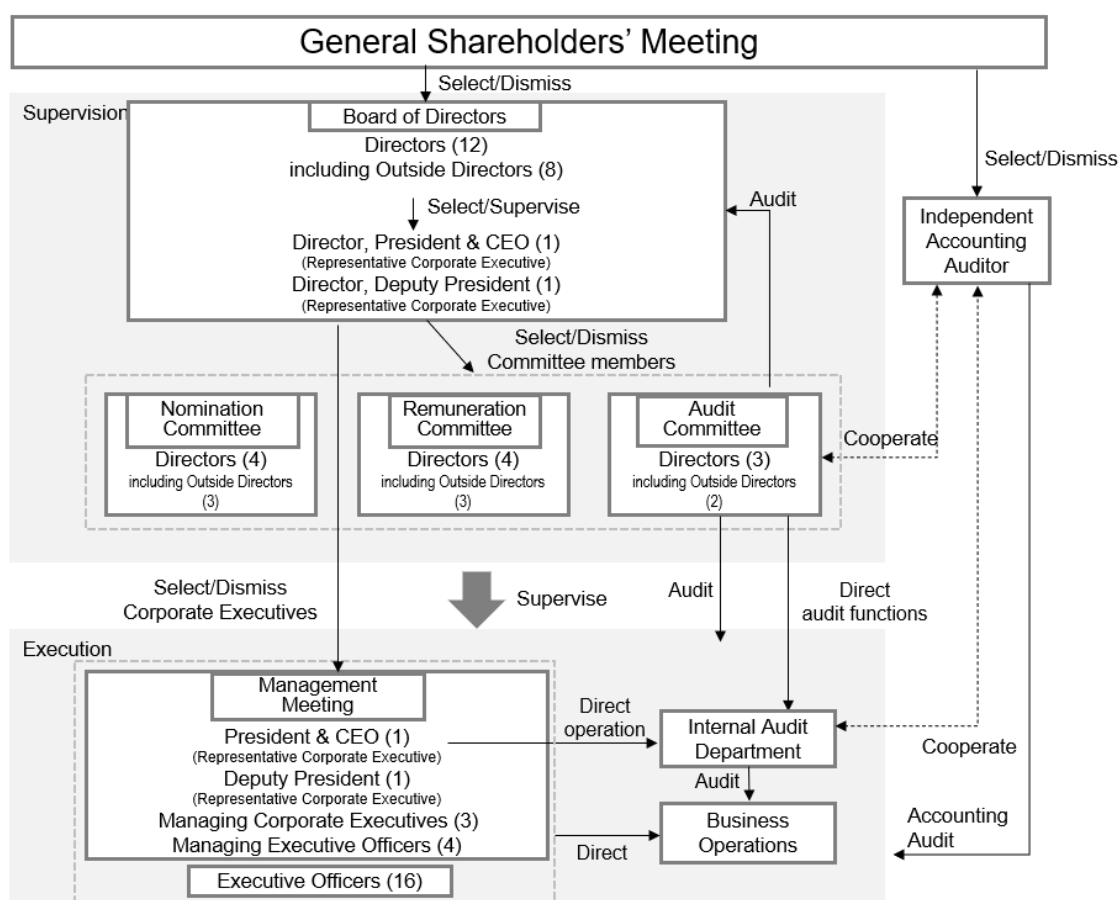 General Shareholders’ Meeting
Select/Dismiss
Supervision
Board of Directors
Directors (12)
including Outside Directors (8)
Select/Supervise
Director, President & CEO (1)
(Representative Corporate Executive)
Director, Deputy President (1)
(Representative Corporate Executive)
Audit
Select/Dismiss
Independent
Accounting
Auditor
Select/Dismiss
Committee members
Nomination
Committee
Directors (4)
including Outside Directors
(3)
Remuneration
Committee
Directors (4)
including Outside Directors
(3)
Audit
Committee
Directors (3)
including Outside Directors
(2)
Cooperate
Select/Dismiss
Corporate Executives
Supervise
Audit
Direct
audit functions
Execution
Management
Meeting
President & CEO (1)
(Representative Corporate Executive)
Deputy President (1)
(Representative Corporate Executive)
Managing Corporate Executives (3)
Managing Executive Officers (4)
Executive Officers (16)
Direct
operation
Internal Audit
Department
Audit
Business
Operations
Direct
Cooperate
Accounting
Audit